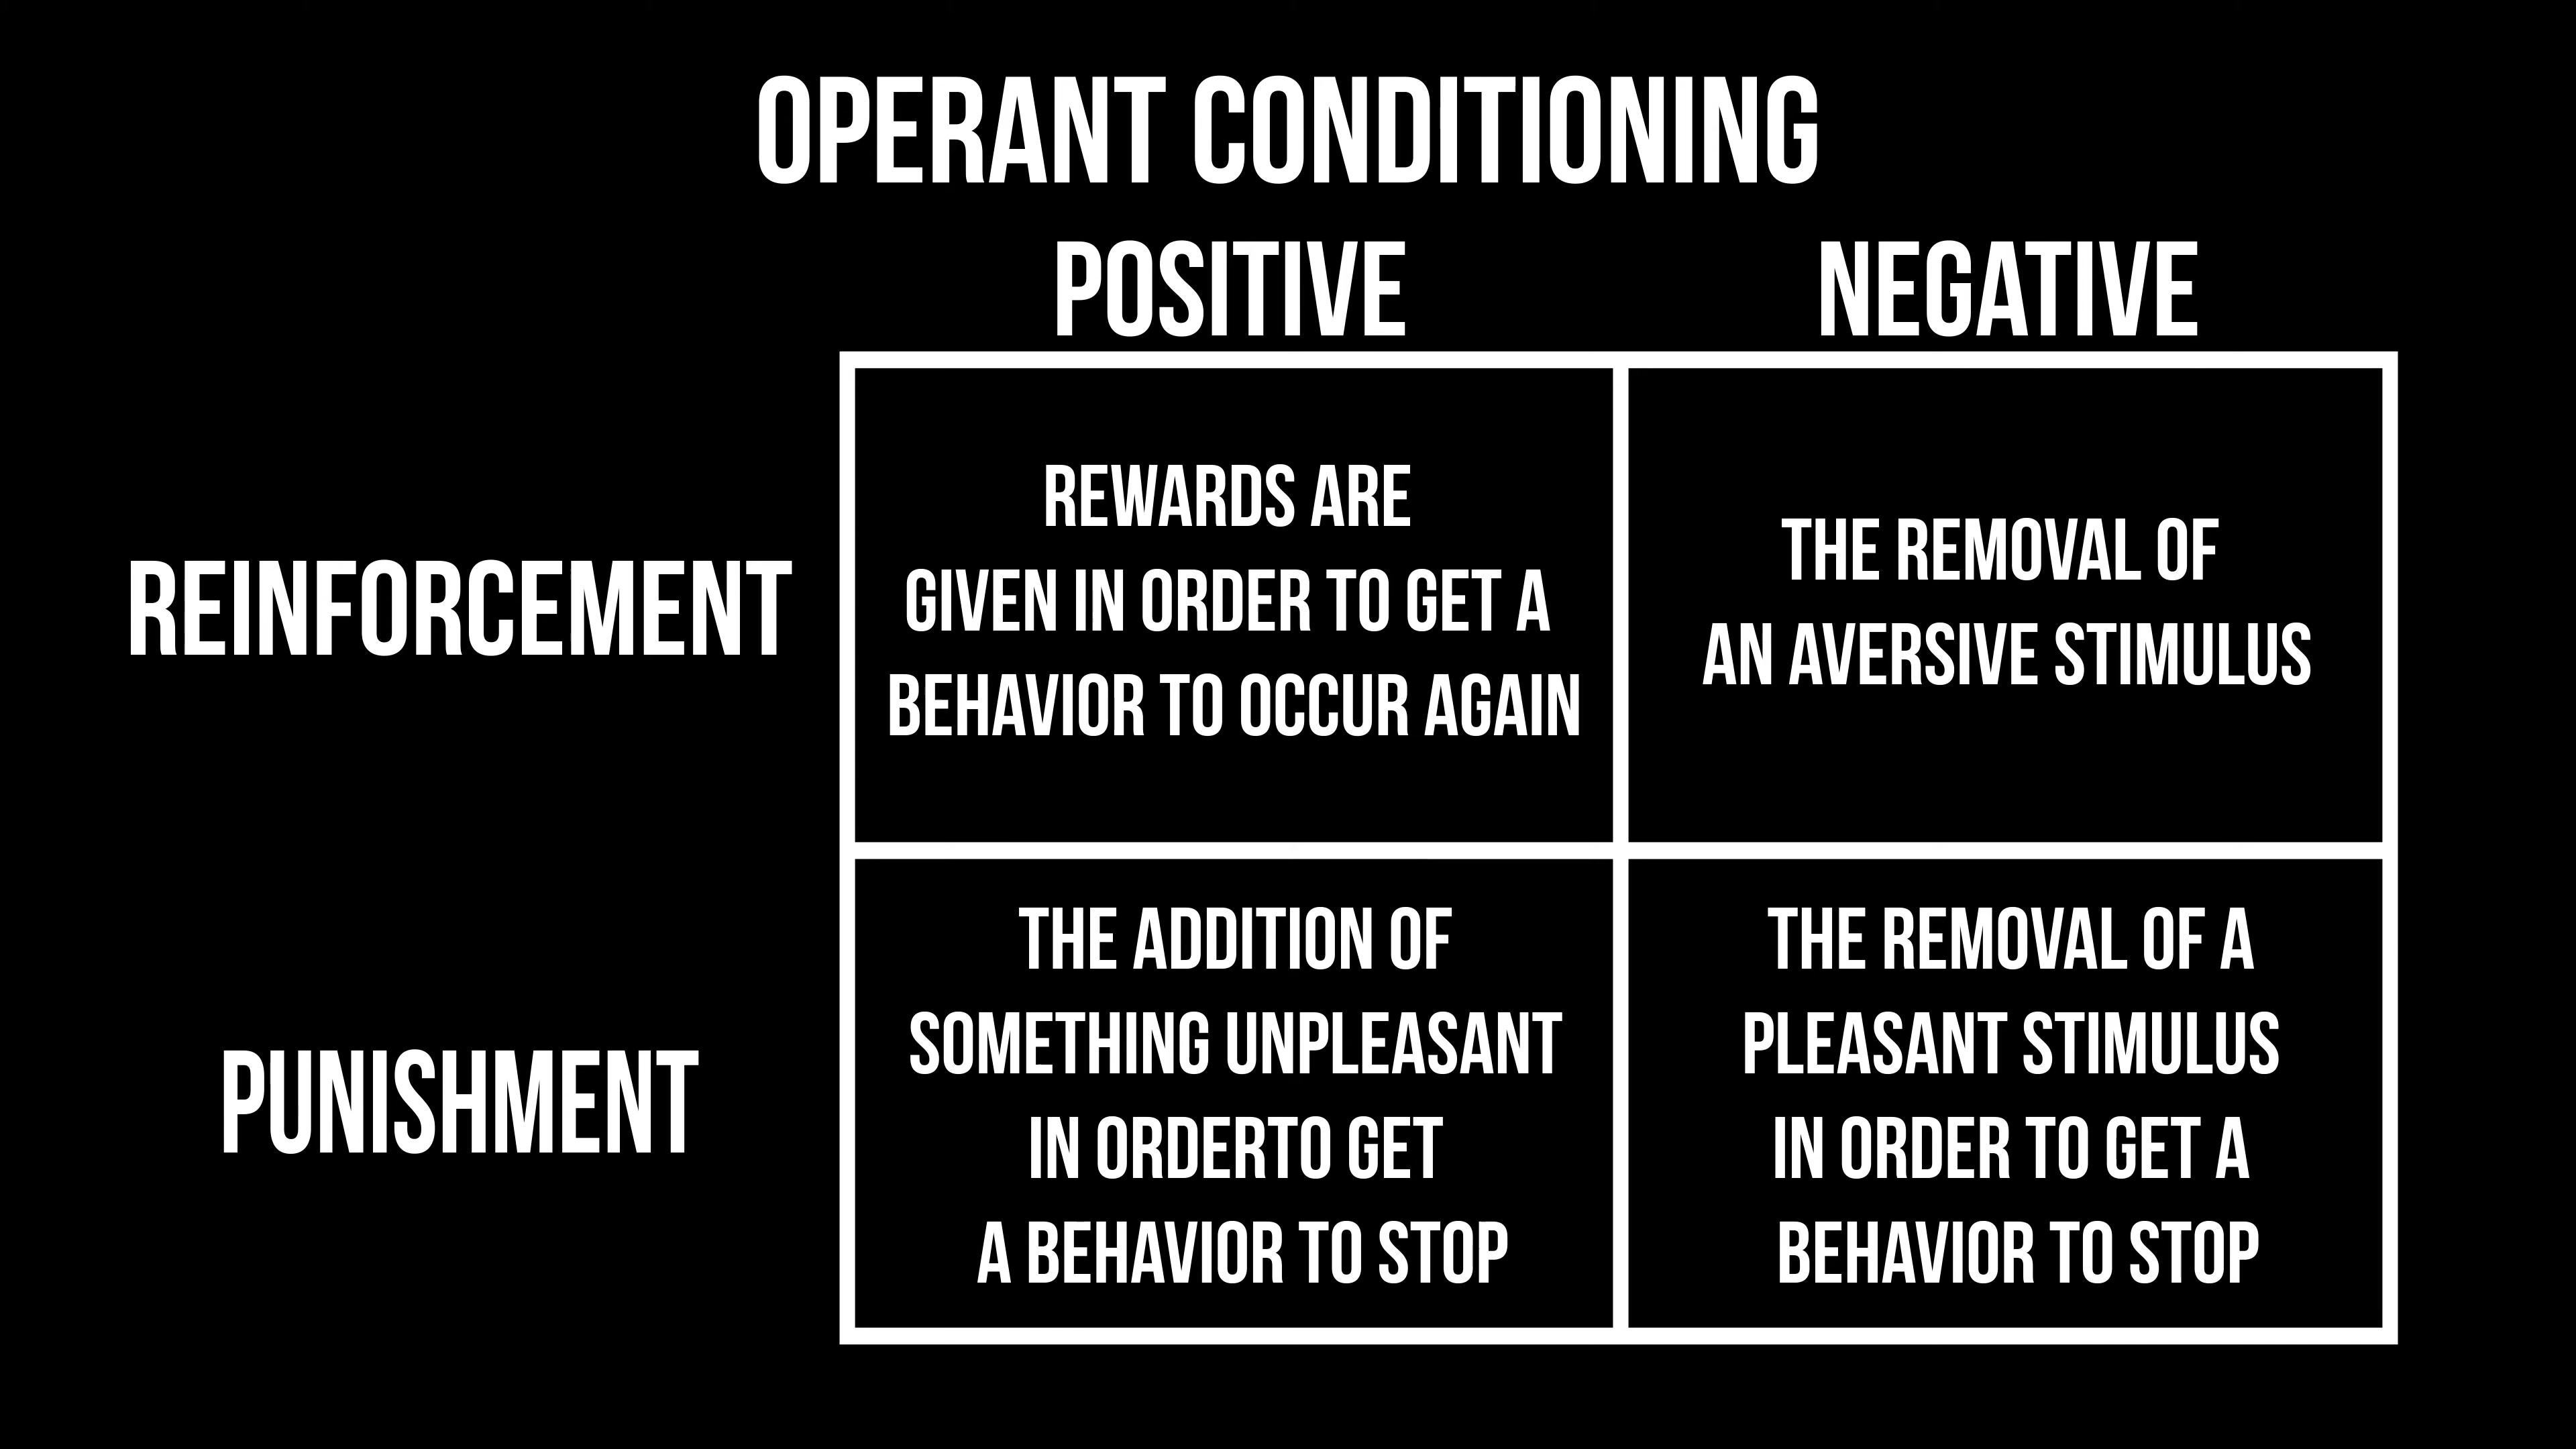 OPERANT CONDITIONING
POSITIVE NEGATIVE
REINFORCEMENT
REWARDS ARE
GIVEN IN ORDER TO GET A
BEHAVIOR TO OCCUR AGAIN
THE REMOVAL OF
AN AVERSIVE STIMULUS
PUNISHMENT
THE ADDITION OF
SOMETHING UNPLEASANT
IN ORDERTO GET
A BEHAVIOR TO STOP
THE REMOVAL OF A
PLEASANT STIMULUS
IN ORDER TO GET A
BEHAVIOR TO STOP